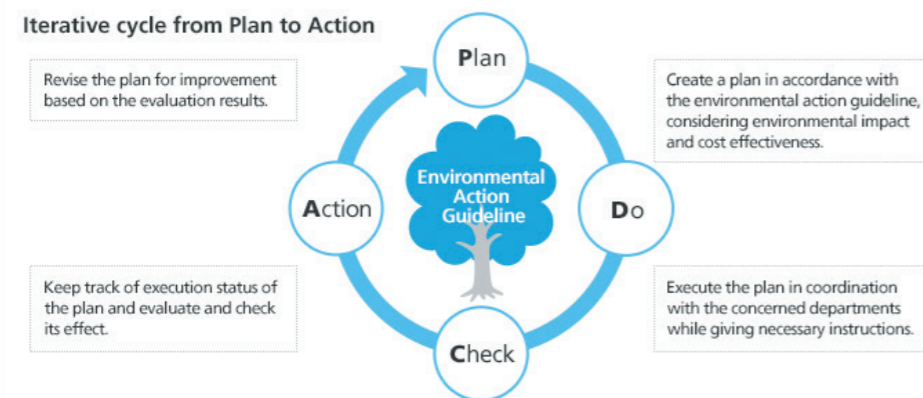 Iterative cycle from Plan to Action
Plan
Revise the plan for improvement
based on the evaluation results.
Create a plan in accordance with
the environmental action guideline,
considering environmental impact
and cost effectiveness.
Environmental
Action
Guideline
Action
Do
Keep track of execution status of
the plan and evaluate and check
its effect.
Execute the plan in coordination
with the concerned departments
while giving necessary instructions.
Check